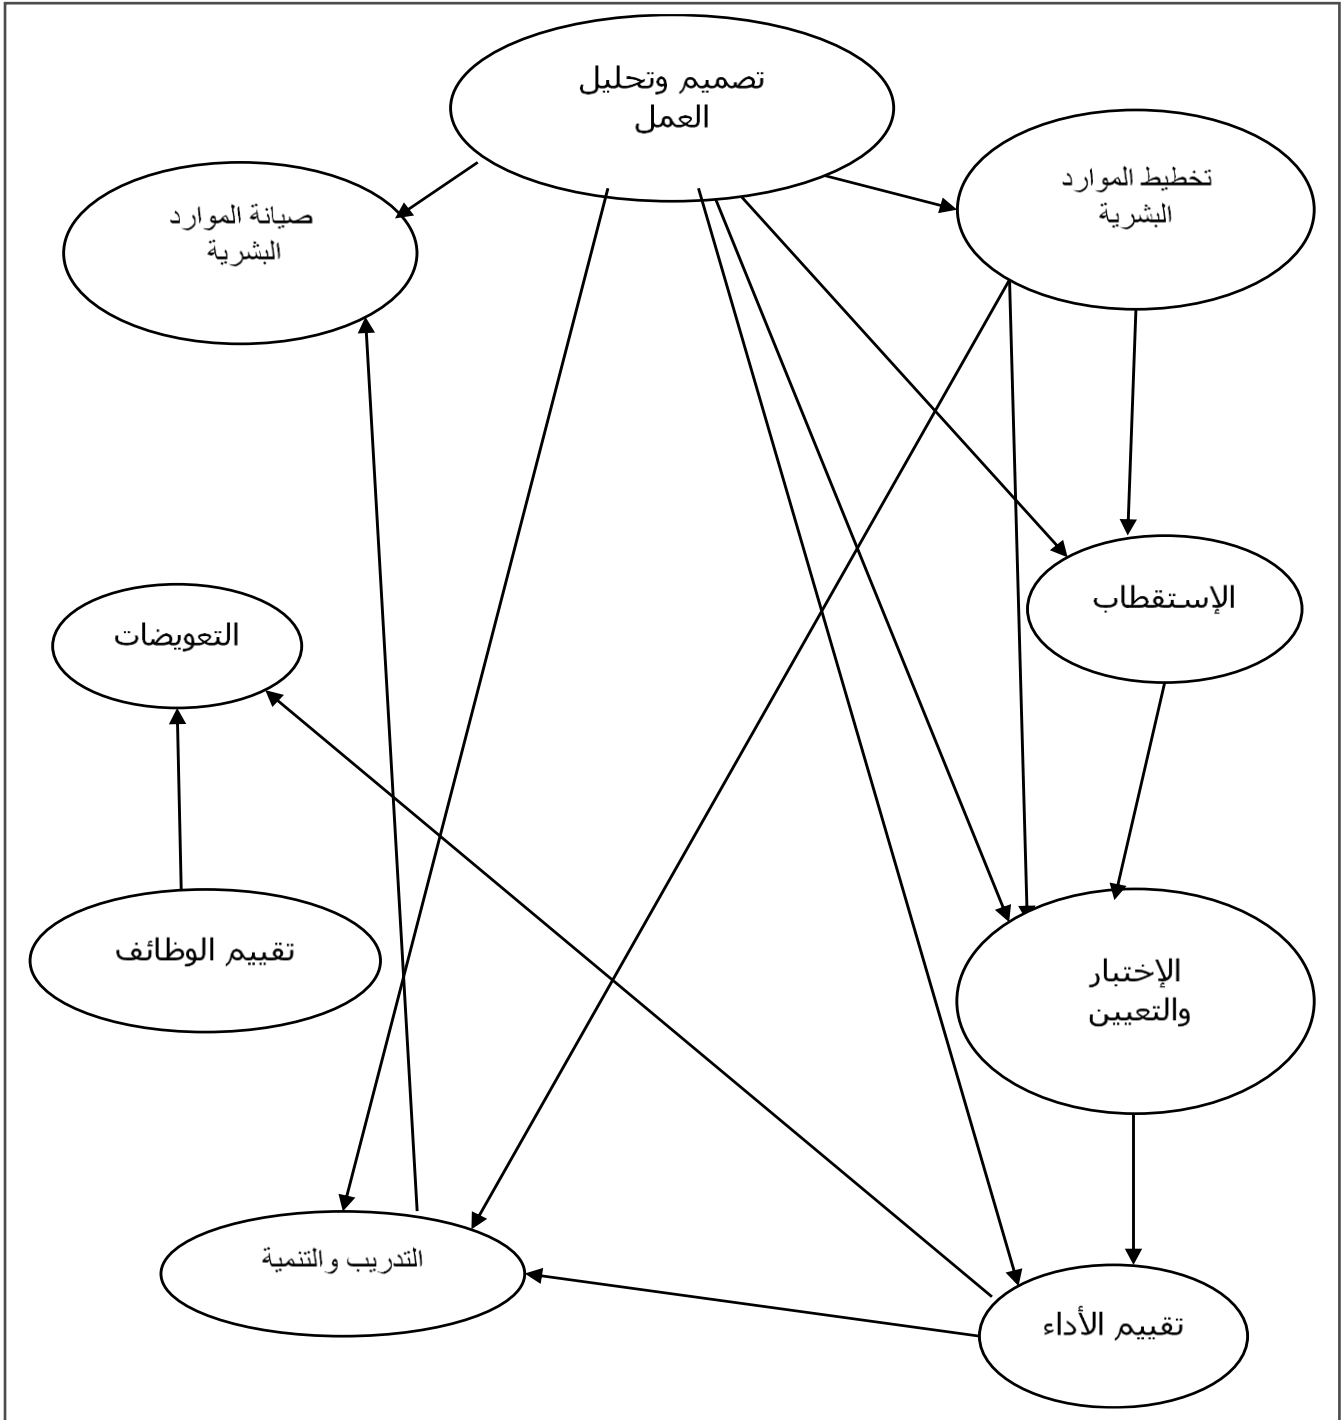 تصميم وتحليل
العمل
تخطيط الموارد
البشرية
صيانة الموارد
البشرية
الإستقطاب
التعويضات
تقييم الوظائف
الإختبار
والتعيين
التدريب والتنمية
تقييم الأداء